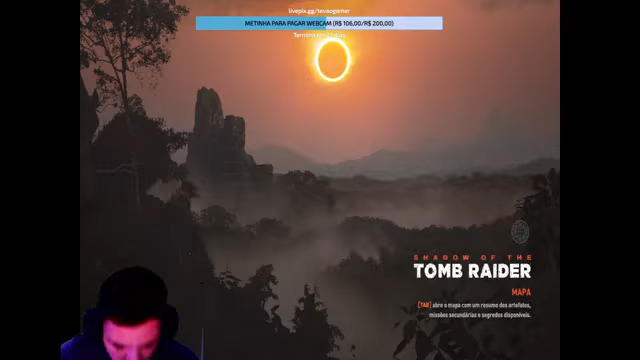 livepix.gg/tevaogamer
METINHA PARA PAGAR WEBCAM (R$ 106,00/R$ 200,00)
SHADOW OF THE
TOMB RAIDER
MAPA
[TAB] abre o mapa com um resumo dos artefatos,
missões secundárias e segredos disponíveis.